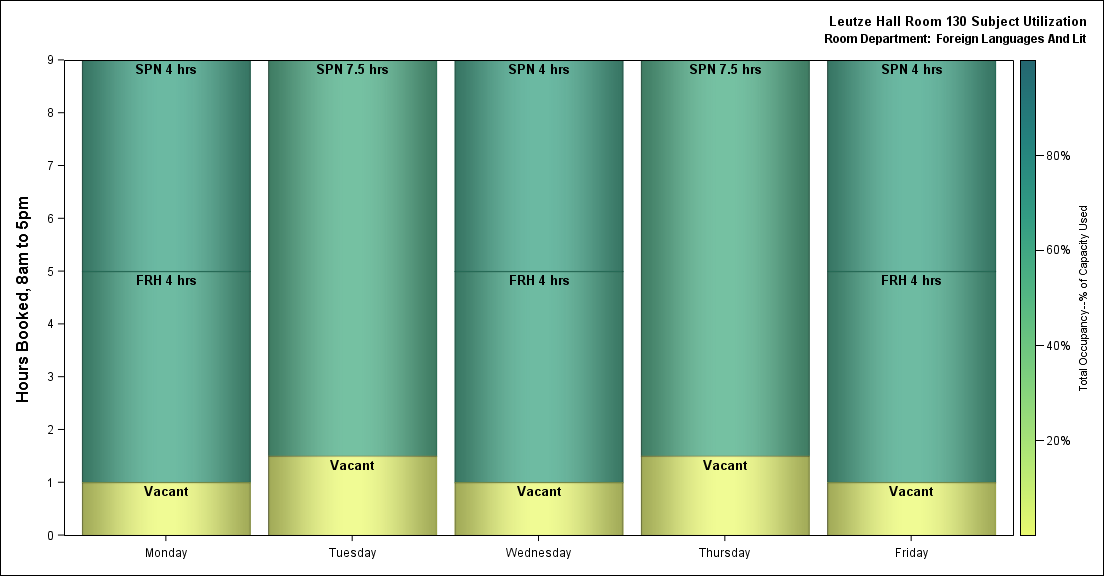 Leutze Hall Room 130 Subject Utilization
Room Department: Foreign Languages And Lit
Hours Booked, 8am to 5pm
9
8
7
6
5
4
3
2
1
0
SPN 4 hrs
FRH 4 hrs
Vacant
SPN 7.5 hrs
Vacant
SPN 4 hrs
FRH 4 hrs
Vacant
SPN 7.5 hrs
Vacant
SPN 4 hrs
FRH 4 hrs
Vacant
Monday
Tuesday
Wednesday
Thursday
Friday
80%
60%
40%
20%
Total Occupancy--% of Capacity Used